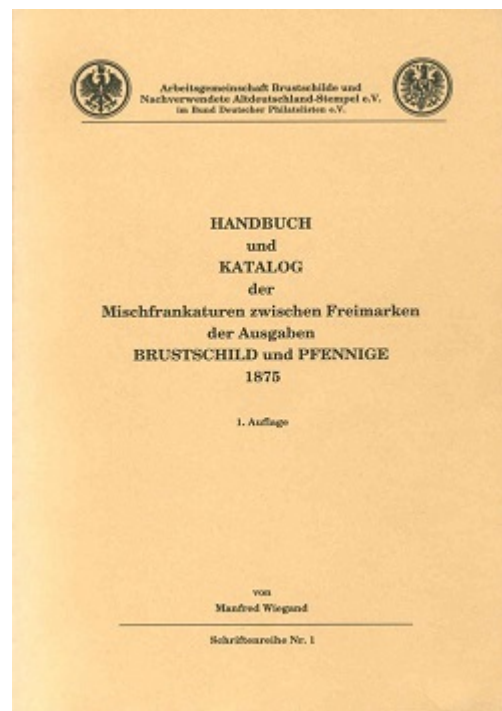 Arbeitsgemeinschaft Brustschilde und
Nachverwendete Altdeutschland-Stempel e.V.
im Bund Deutscher Philatelisten e.V.
HANDBUCH
und
KATALOG
der
Mischfrankaturen zwischen Freimarken
der Ausgaben
BRUSTSCHILD und PFENNIGE
1875
1. Auflage
von
Manfred Wiegand
Schriftenreihe Nr. 1